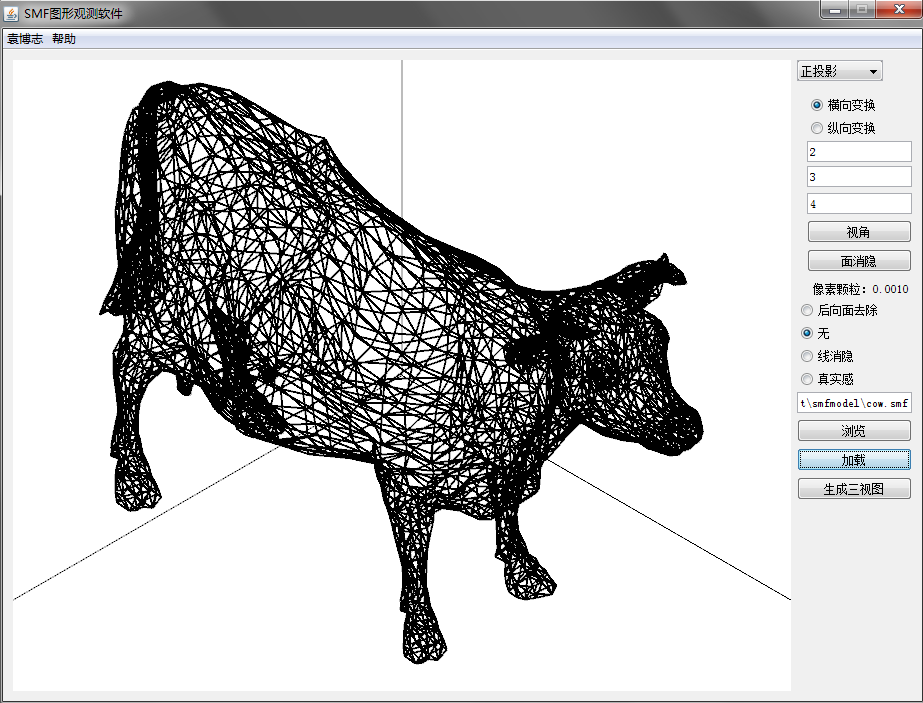 SMF图形观测软件
袁博志 帮助
正投影
横向变换
纵向变换
2
3
4
视角
面消隐
像素颗粒：0.0010
后向面去除
无
线消隐
真实感
t\smfmodel\cow.smf
浏览
加载
生成三视图